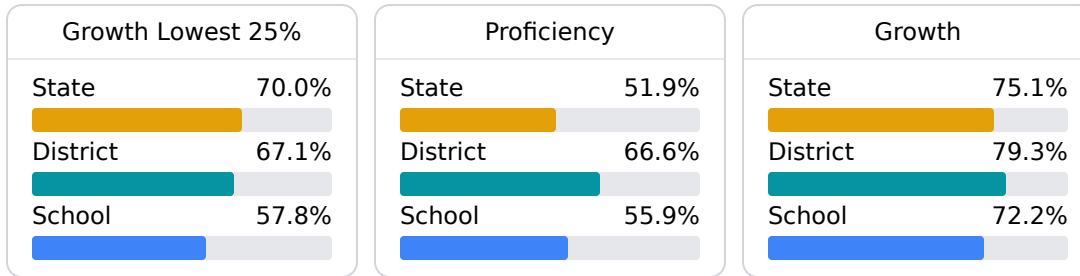 Growth Lowest 25%
State 70.0%
District 67.1%
School 57.8%
Proficiency
State 51.9%
District 66.6%
School 55.9%
Growth
State 75.1%
District 79.3%
School 72.2%